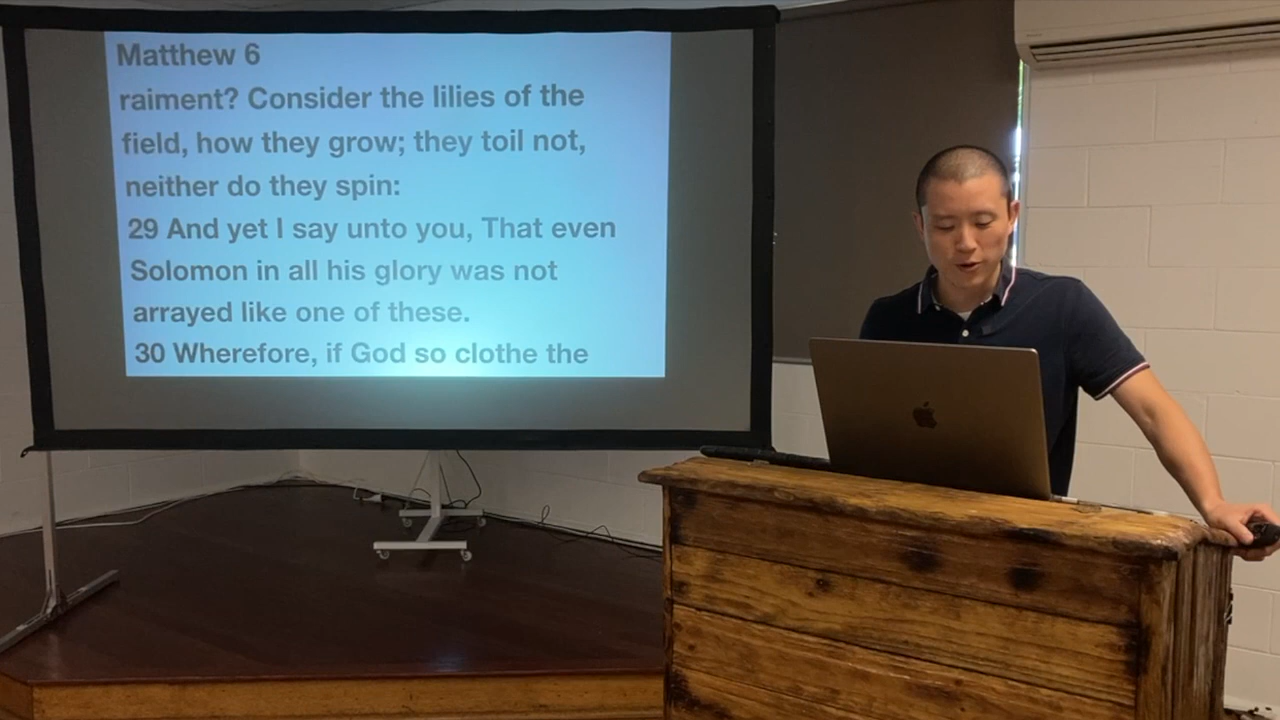 Matthew 6
raiment? Consider the lilies of the
field, how they grow; they toil not,
neither do they spin:
29 And yet I say unto you, That even
Solomon in all his glory was not
arrayed like one of these.
30 Wherefore, if God so clothe the